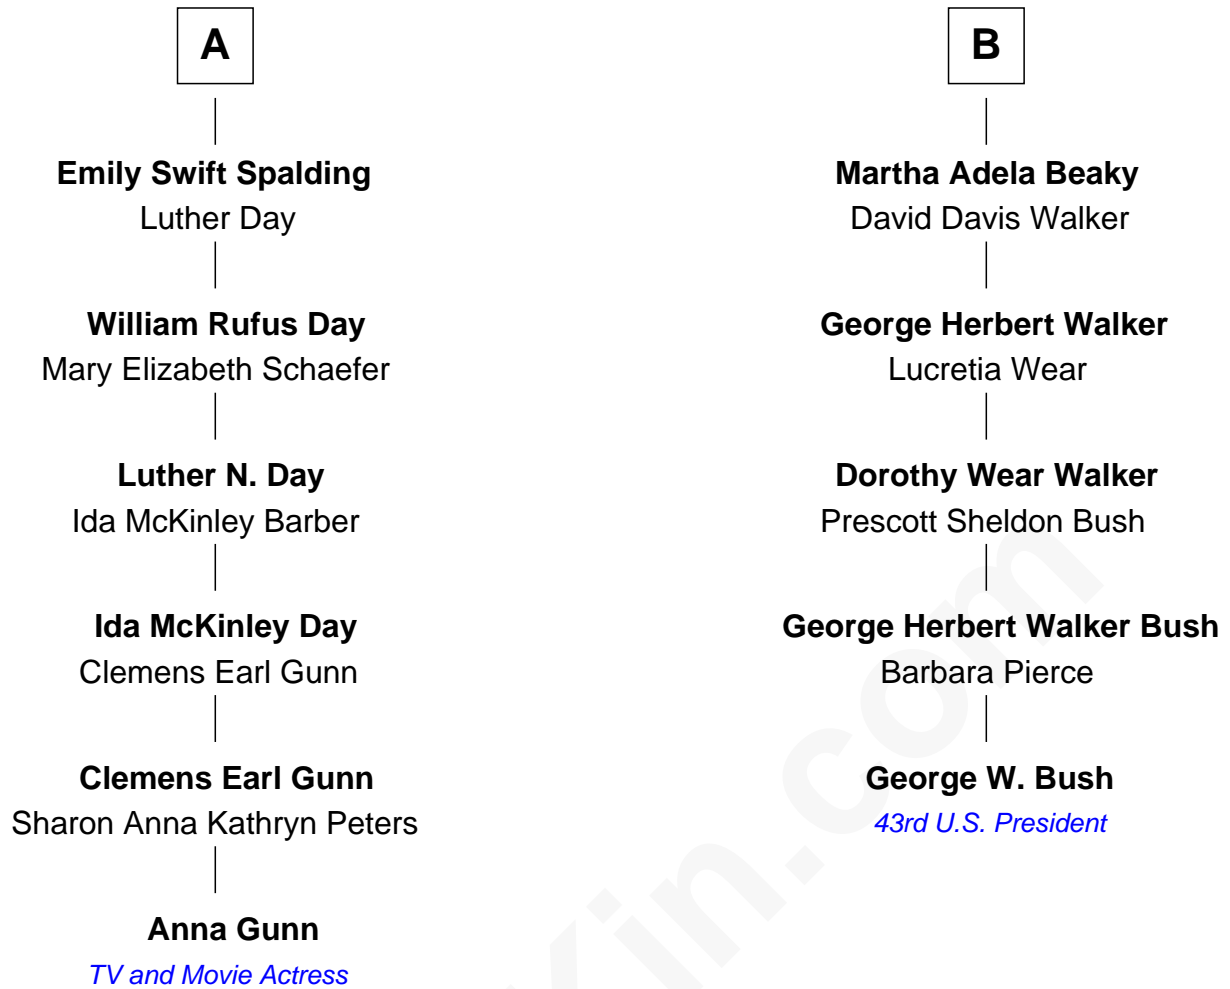 A
Emily Swift Spalding
Luther Day
William Rufus Day
Mary Elizabeth Schaefer
Luther N. Day
Ida McKinley Barber
Ida McKinley Day
Clemens Earl Gunn
Clemens Earl Gunn
Sharon Anna Kathryn Peters
Anna Gunn
TV and Movie Actress
B
Martha Adela Beaky
David Davis Walker
George Herbert Walker
Lucretia Wear
Dorothy Wear Walker
Prescott Sheldon Bush
George Herbert Walker Bush
Barbara Pierce
George W. Bush
43rd U.S. President
Kin.com